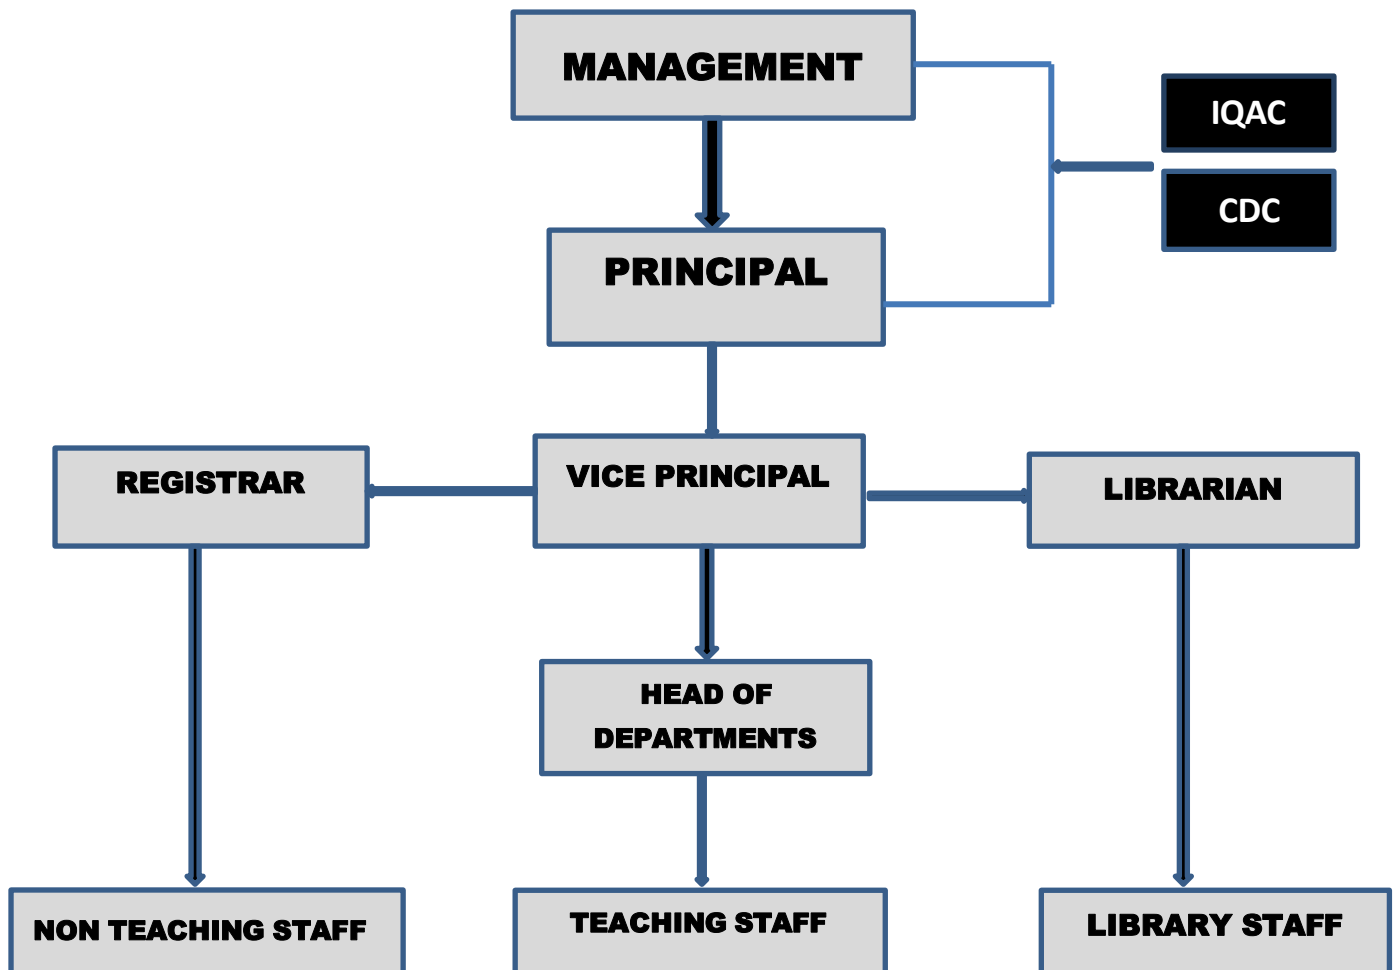 MANAGEMENT
IQAC
CDC
PRINCIPAL
REGISTRAR
VICE PRINCIPAL
LIBRARIAN
HEAD OF
DEPARTMENTS
NON TEACHING STAFF
TEACHING STAFF
LIBRARY STAFF